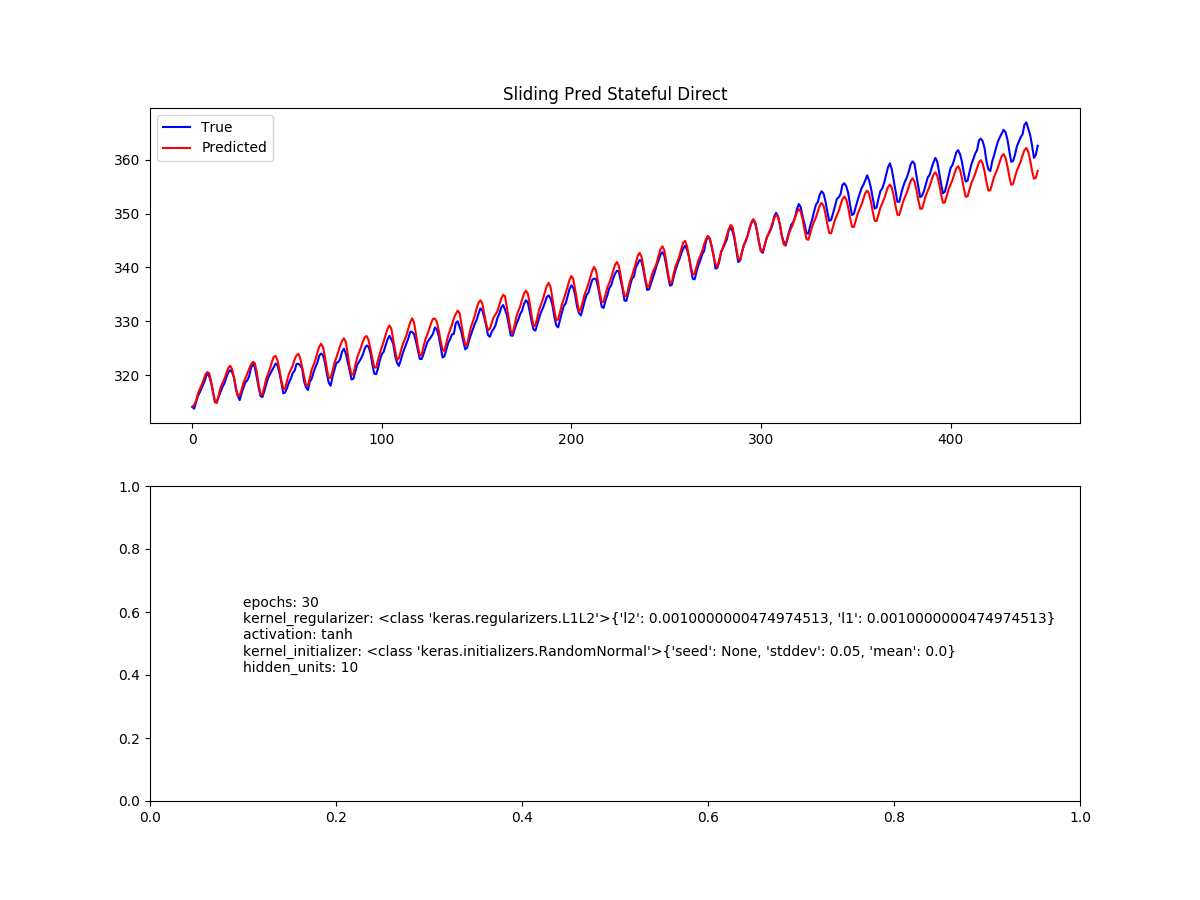 Sliding Pred Stateful Direct
True
Predicted
360
350
340
330
320
0 100 200 300 400
1.0
0.8
0.6
0.4
0.2
0.0
epochs: 30
kernel_regularizer: <class 'keras.regularizers.L1L2'>{'l2': 0.0010000000474974513, 'l1': 0.0010000000474974513}
activation: tanh
kernel_initializer: <class 'keras.initializers.RandomNormal'>{'seed': None, 'stddev': 0.05, 'mean': 0.0}
hidden_units: 10
0.0 0.2 0.4 0.6 0.8 1.0